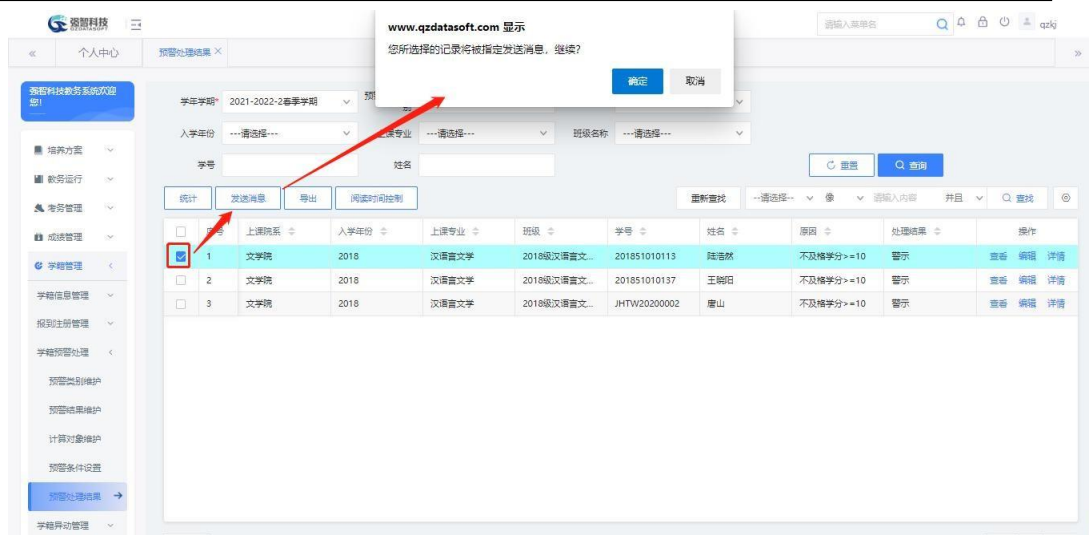 强智科技
QZDATASOFT
www.qzdatasoft.com 显示
您所选择的记录将被指定发送消息，继续?
确定 取消
请输入菜单名
qzkj
« 个人中心 预警处理结果 × »
强智科技教务系统欢迎
您!
学年学期* 2021-2022-2春季学期
入学年份 ---请选择--- 上课专业 ---请选择--- 班级名称 ---请选择---
学号 姓名 重置 查询
统计 发送消息 导出 阅读时间控制 重新查找 --请选择-- 像 请输入内容 并且 查找
序号 上课院系 入学年份 上课专业 班级 学号 姓名 原因 处理结果 操作
1 文学院 2018 汉语言文学 2018级汉语言文... 201851010113 陆浩然 不及格学分>=10 警示 查看 编辑 详情
2 文学院 2018 汉语言文学 2018级汉语言文... 201851010137 王晓阳 不及格学分>=10 警示 查看 编辑 详情
3 文学院 2018 汉语言文学 2018级汉语言文... JHTW20200002 唐山 不及格学分>=10 警示 查看 编辑 详情
培养方案
教务运行
考务管理
成绩管理
学籍管理
学籍信息管理
报到注册管理
学籍预警处理
预警类别维护
预警结果维护
计算对象维护
预警条件设置
预警处理结果
学籍异动管理